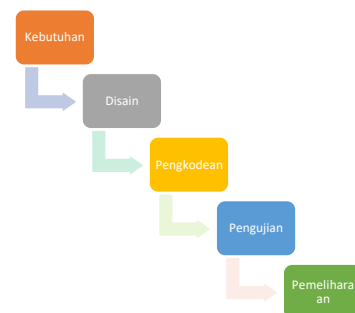 Kebutuhan
Disain
Pengkodean
Pengujian
Pemelihara
an